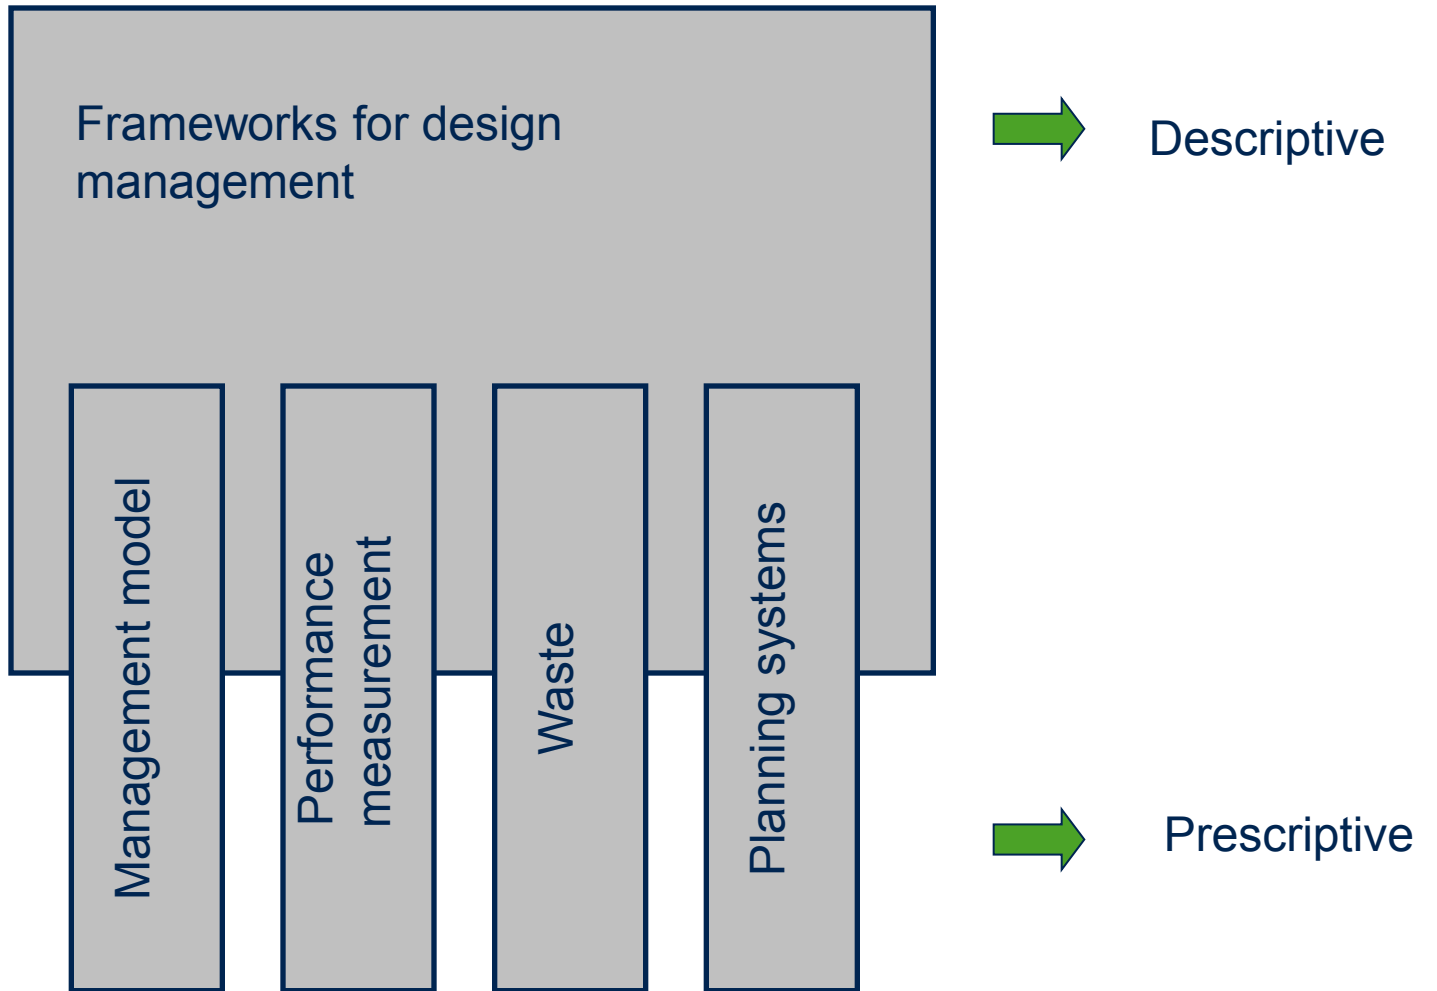 Frameworks for design
management
Descriptive
Management model
Performance
measurement
Waste
Planning systems
Prescriptive